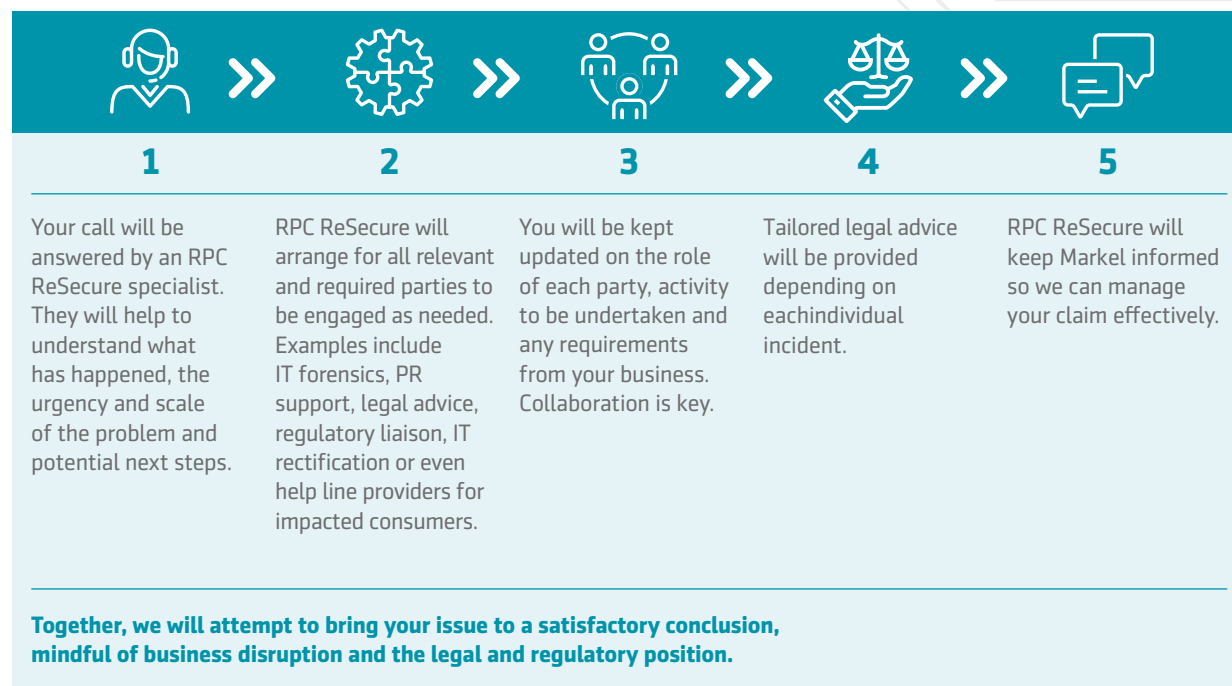 1
Your call will be
answered by an RPC
ReSecure specialist.
They will help to
understand what
has happened, the
urgency and scale
of the problem and
potential next steps.
2
RPC ReSecure will
arrange for all relevant
and required parties to
be engaged as needed.
Examples include
IT forensics, PR
support, legal advice,
regulatory liaison, IT
rectification or even
help line providers for
impacted consumers.
3
You will be kept
updated on the role
of each party, activity
to be undertaken and
any requirements
from your business.
Collaboration is key.
4
Tailored legal advice
will be provided
depending on
eachindividual
incident.
5
RPC ReSecure will
keep Markel informed
so we can manage
your claim effectively.
Together, we will attempt to bring your issue to a satisfactory conclusion,
mindful of business disruption and the legal and regulatory position.